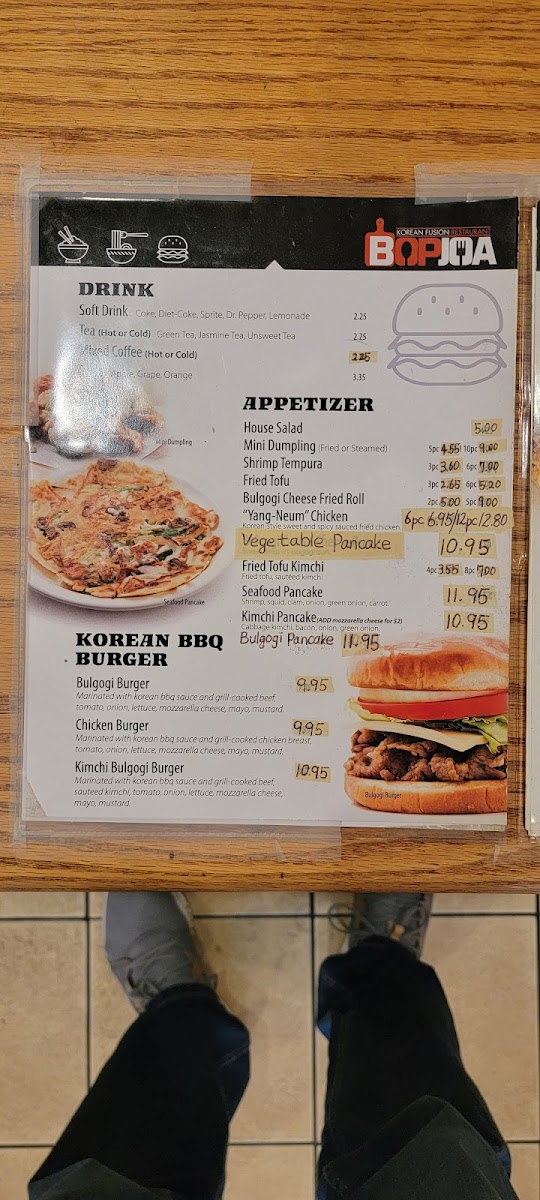 KOREAN FUSION RESTAURANT
BOPJOA
DRINK
Soft Drink Coke, Diet-Coke, Sprite, Dr. Pepper, Lemonade 2.25
Tea (Hot or Cold) Green Tea, Jasmine Tea, Unsweet Tea 2.25
Mixed Coffee (Hot or Cold) 2.25
Apple, Grape, Orange 3.35
Mini Dumpling
Seafood Pancake
APPETIZER
House Salad 5.00
Mini Dumpling (Fried or Steamed) 5pc 4.55 10pc 9.00
Shrimp Tempura 3pc 3.60 6pc 7.00
Fried Tofu 3pc 2.65 6pc 5.20
Bulgogi Cheese Fried Roll 2pc 5.00 5pc 9.00
"Yang-Neum" Chicken 6pc 6.95/12pc 12.80
Korean style sweet and spicy sauced fried chicken
Vegetable Pancake 10.95
Fried Tofu Kimchi 4pc 3.55 8pc 7.00
Fried tofu, sautéed kimchi
Seafood Pancake 11.95
Shrimp, squid, clam, onion, green onion, carrot
Kimchi Pancake (ADD mozzarella cheese for $2) 10.95
Cabbage kimchi, bacon, onion, green onion
Bulgogi Pancake 11.95
KOREAN BBQ
BURGER
Bulgogi Burger 9.95
Marinated with korean bbq sauce and grill-cooked beef,
tomato, onion, lettuce, mozzarella cheese, mayo, mustard.
Chicken Burger 9.95
Marinated with korean bbq sauce and grill-cooked chicken breast,
tomato, onion, lettuce, mozzarella cheese, mayo, mustard.
Kimchi Bulgogi Burger 10.95
Marinated with korean bbq sauce and grill-cooked beef,
sauteed kimchi, tomato, onion, lettuce, mozzarella cheese,
mayo, mustard.
Bulgogi Burger